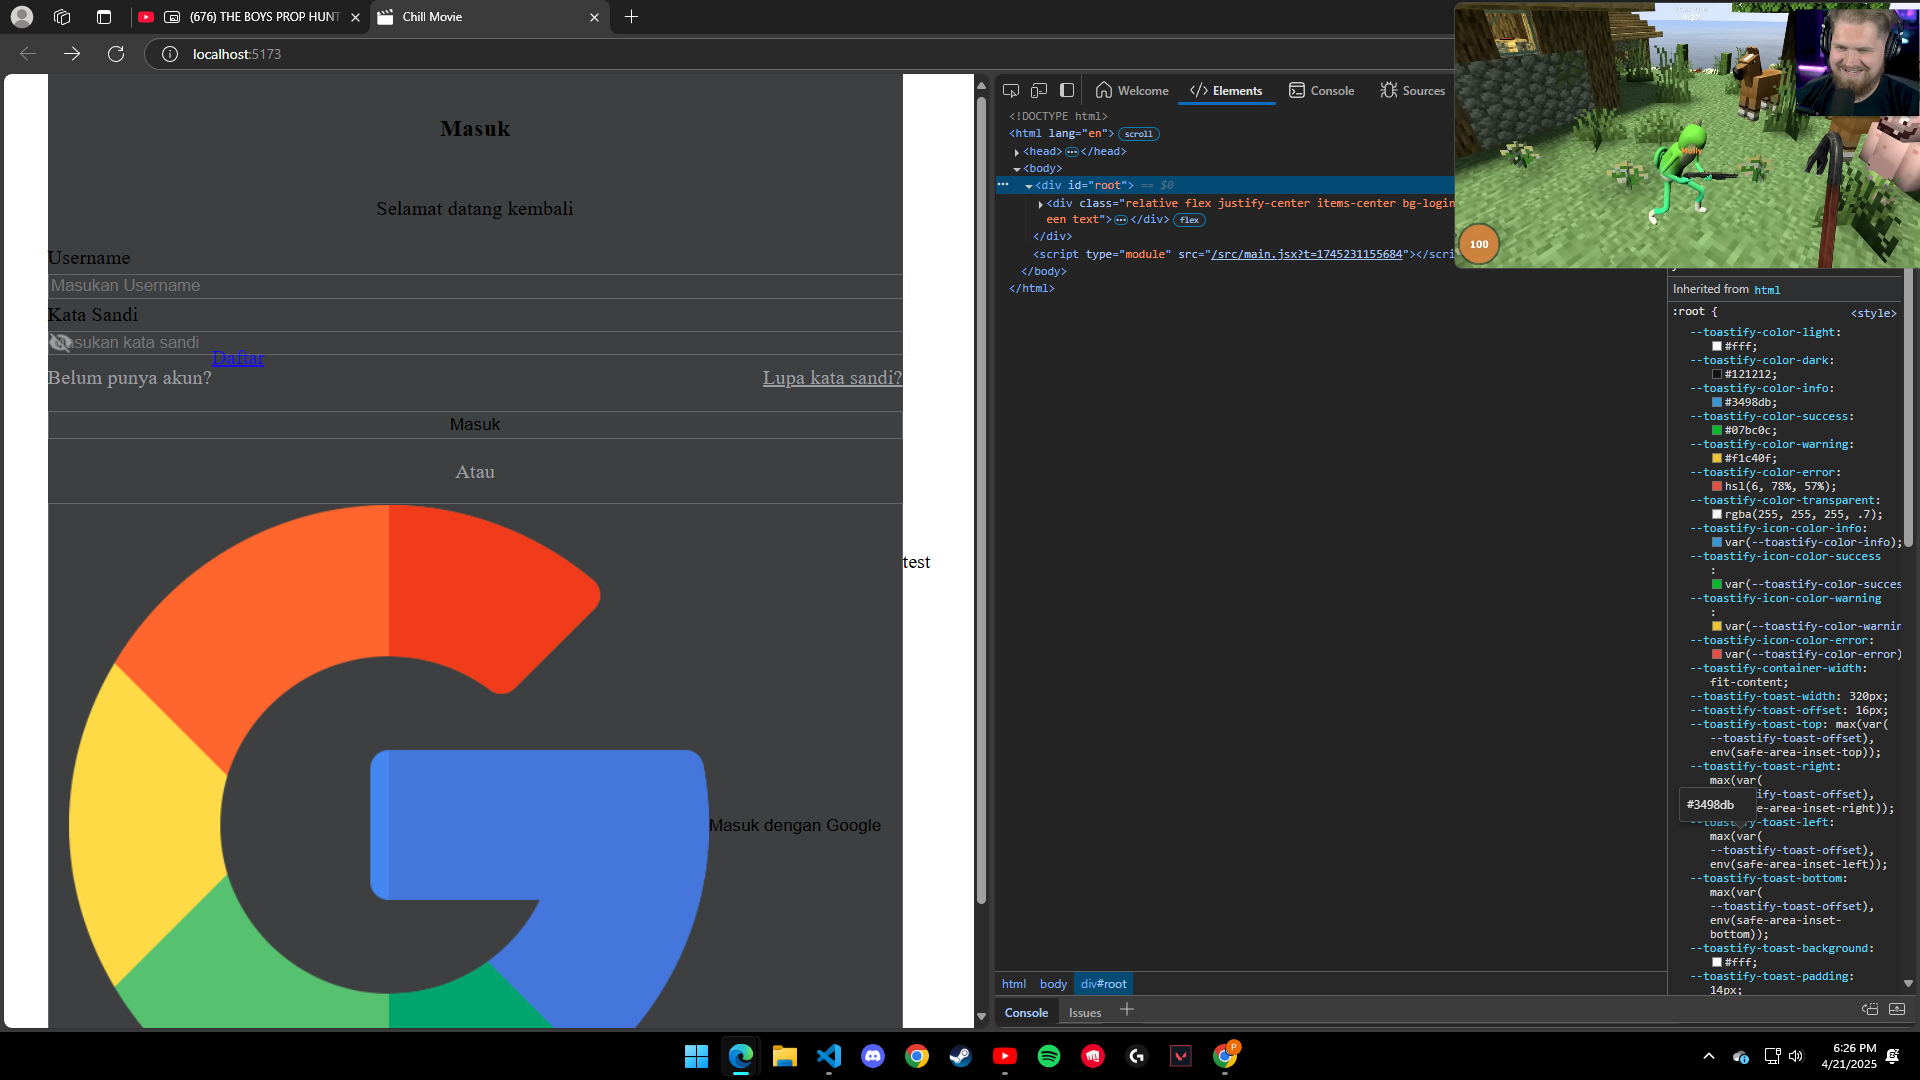 (676) THE BOYS PROP HUNT
Chill Movie
localhost:5173
Masuk
Selamat datang kembali
Username
Masukan Username
Kata Sandi
Masukan kata sandi
Daftar
Belum punya akun?
Lupa kata sandi?
Masuk
Atau
test
Masuk dengan Google
Welcome
</> Elements
Console
Sources
<!DOCTYPE html>
<html lang="en"> scroll
<head> ••• </head>
<body>
••• <div id="root"> == $0
<div class="relative flex justify-center items-center bg-login
een text"> ••• </div> flex
</div>
<script type="module" src="/src/main.jsx?t=1745231155684"></scri
</body>
</html>
4:37
Molly
100
Inherited from html
:root {
<style>
--toastify-color-light:
#fff;
--toastify-color-dark:
#121212;
--toastify-color-info:
#3498db;
--toastify-color-success:
#07bc0c;
--toastify-color-warning:
#f1c40f;
--toastify-color-error:
hsl(6, 78%, 57%);
--toastify-color-transparent:
rgba(255, 255, 255, .7);
--toastify-icon-color-info:
var(--toastify-color-info);
--toastify-icon-color-success
:
var(--toastify-color-succes
--toastify-icon-color-warning
:
var(--toastify-color-warnin
--toastify-icon-color-error:
var(--toastify-color-error)
--toastify-container-width:
fit-content;
--toastify-toast-width: 320px;
--toastify-toast-offset: 16px;
--toastify-toast-top: max(var(
--toastify-toast-offset),
env(safe-area-inset-top));
--toastify-toast-right:
max(var(
ify-toast-offset),
e-area-inset-right));
#3498db
--toastify-toast-left:
max(var(
--toastify-toast-offset),
env(safe-area-inset-left));
--toastify-toast-bottom:
max(var(
--toastify-toast-offset),
env(safe-area-inset-
bottom));
--toastify-toast-background:
#fff;
--toastify-toast-padding:
14px;
html body div#root
Console
Issues
6:26 PM
4/21/2025